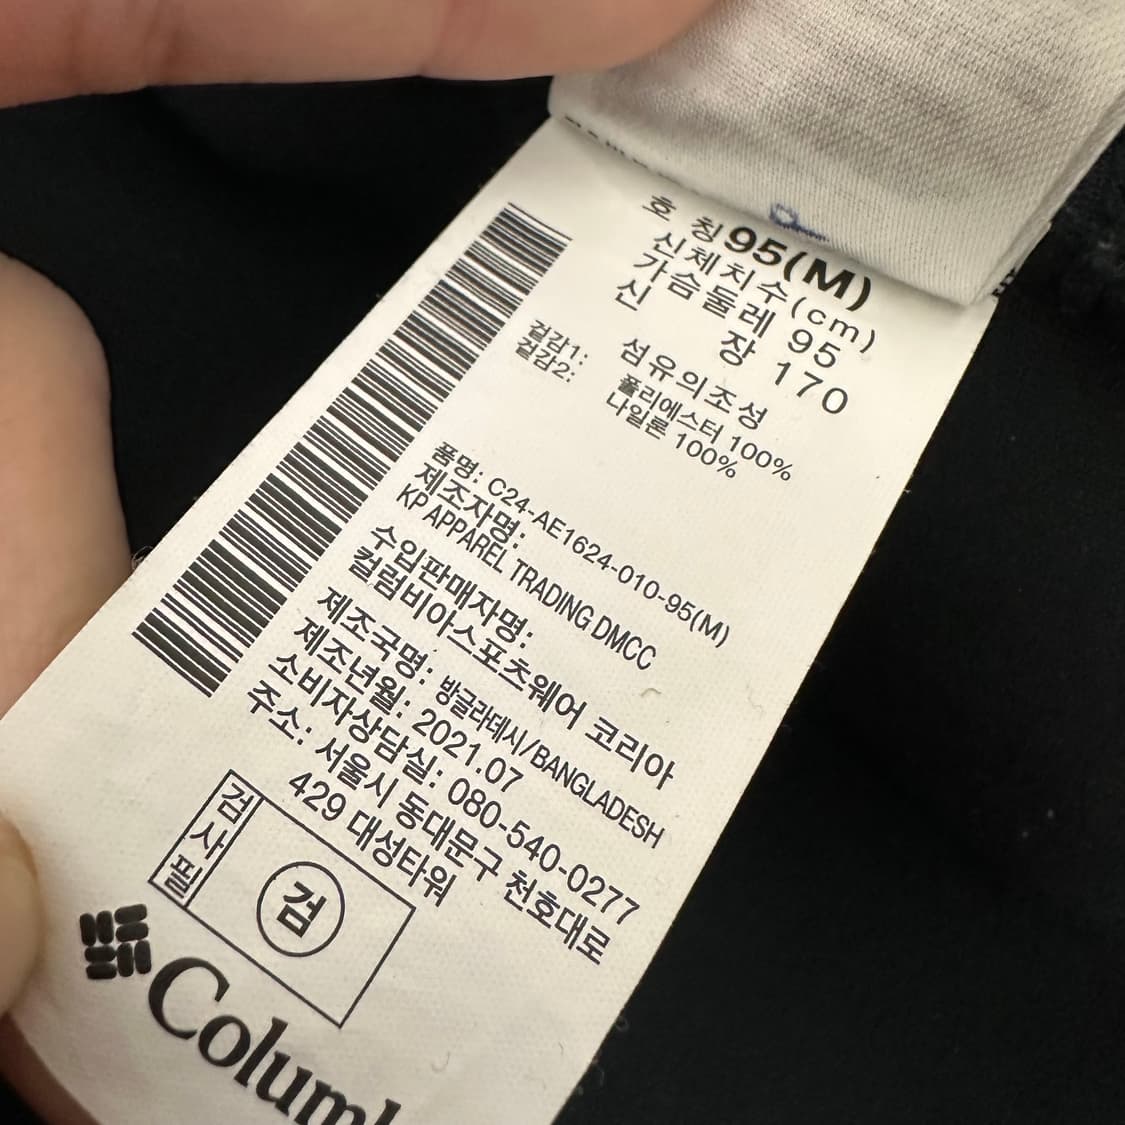 호 칭 95(M)
신체치수(cm)
가슴둘레 95
신 장 170
섬유의조성
겉감1: 폴리에스터 100%
겉감2: 나일론 100%
품명: C24-AE1624-010-95(M)
제조자명:
KP APPAREL TRADING DMCC
수입판매자명:
컬럼비아스포츠웨어 코리아
제조국명: 방글라데시/BANGLADESH
제조년월: 2021.07
소비자상담실: 080-540-0277
주소: 서울시 동대문구 천호대로
429 대성타워
검사필
검
Columb